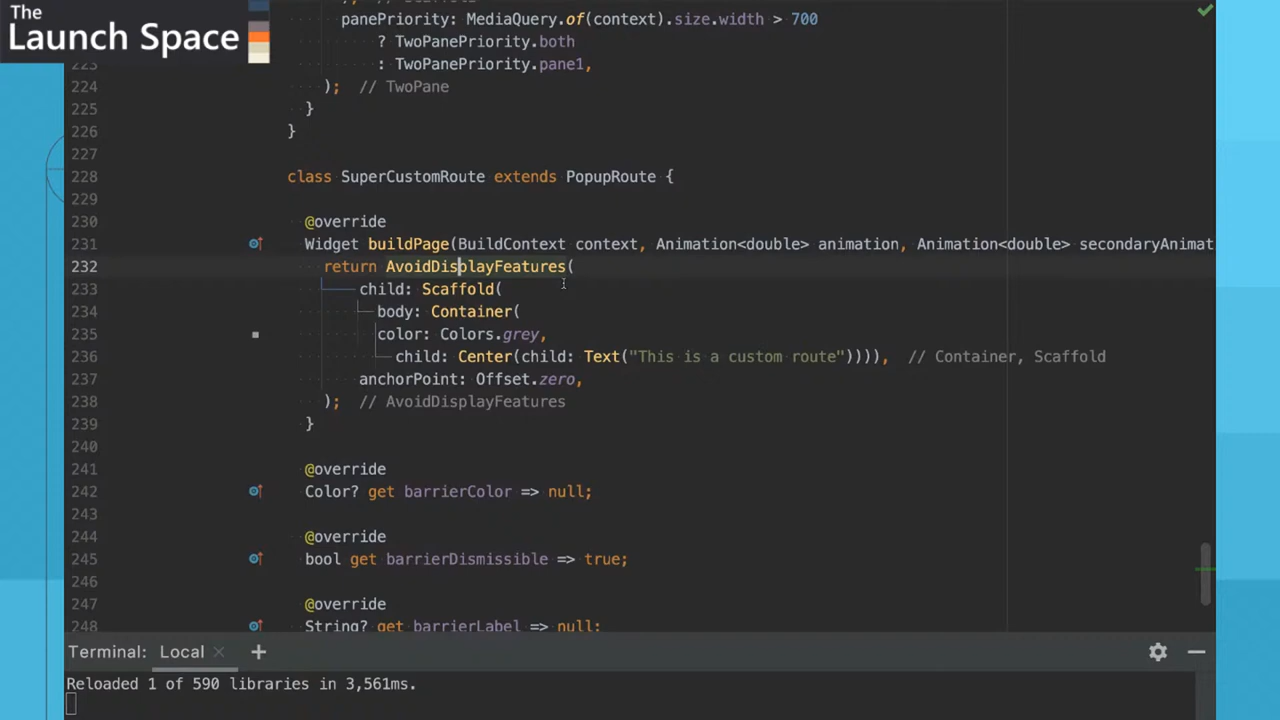 The
Launch Space
panePriority: MediaQuery.of(context).size.width > 700
? TwoPanePriority.both
223 : TwoPanePriority.pane1,
224 ); // TwoPane
225 }
226 }
227
228 class SuperCustomRoute extends PopupRoute {
229
230 @override
231 Widget buildPage(BuildContext context, Animation<double> animation, Animation<double> secondaryAnimat
232 return AvoidDisplayFeatures(
233 child: Scaffold(
234 body: Container(
235 color: Colors.grey,
236 child: Center(child: Text("This is a custom route")))), // Container, Scaffold
237 anchorPoint: Offset.zero,
238 ); // AvoidDisplayFeatures
239 }
240
241 @override
242 Color? get barrierColor => null;
243
244 @override
245 bool get barrierDismissible => true;
246
247 @override
248 String? get barrierLabel => null;
Terminal: Local × +
Reloaded 1 of 590 libraries in 3,561ms.